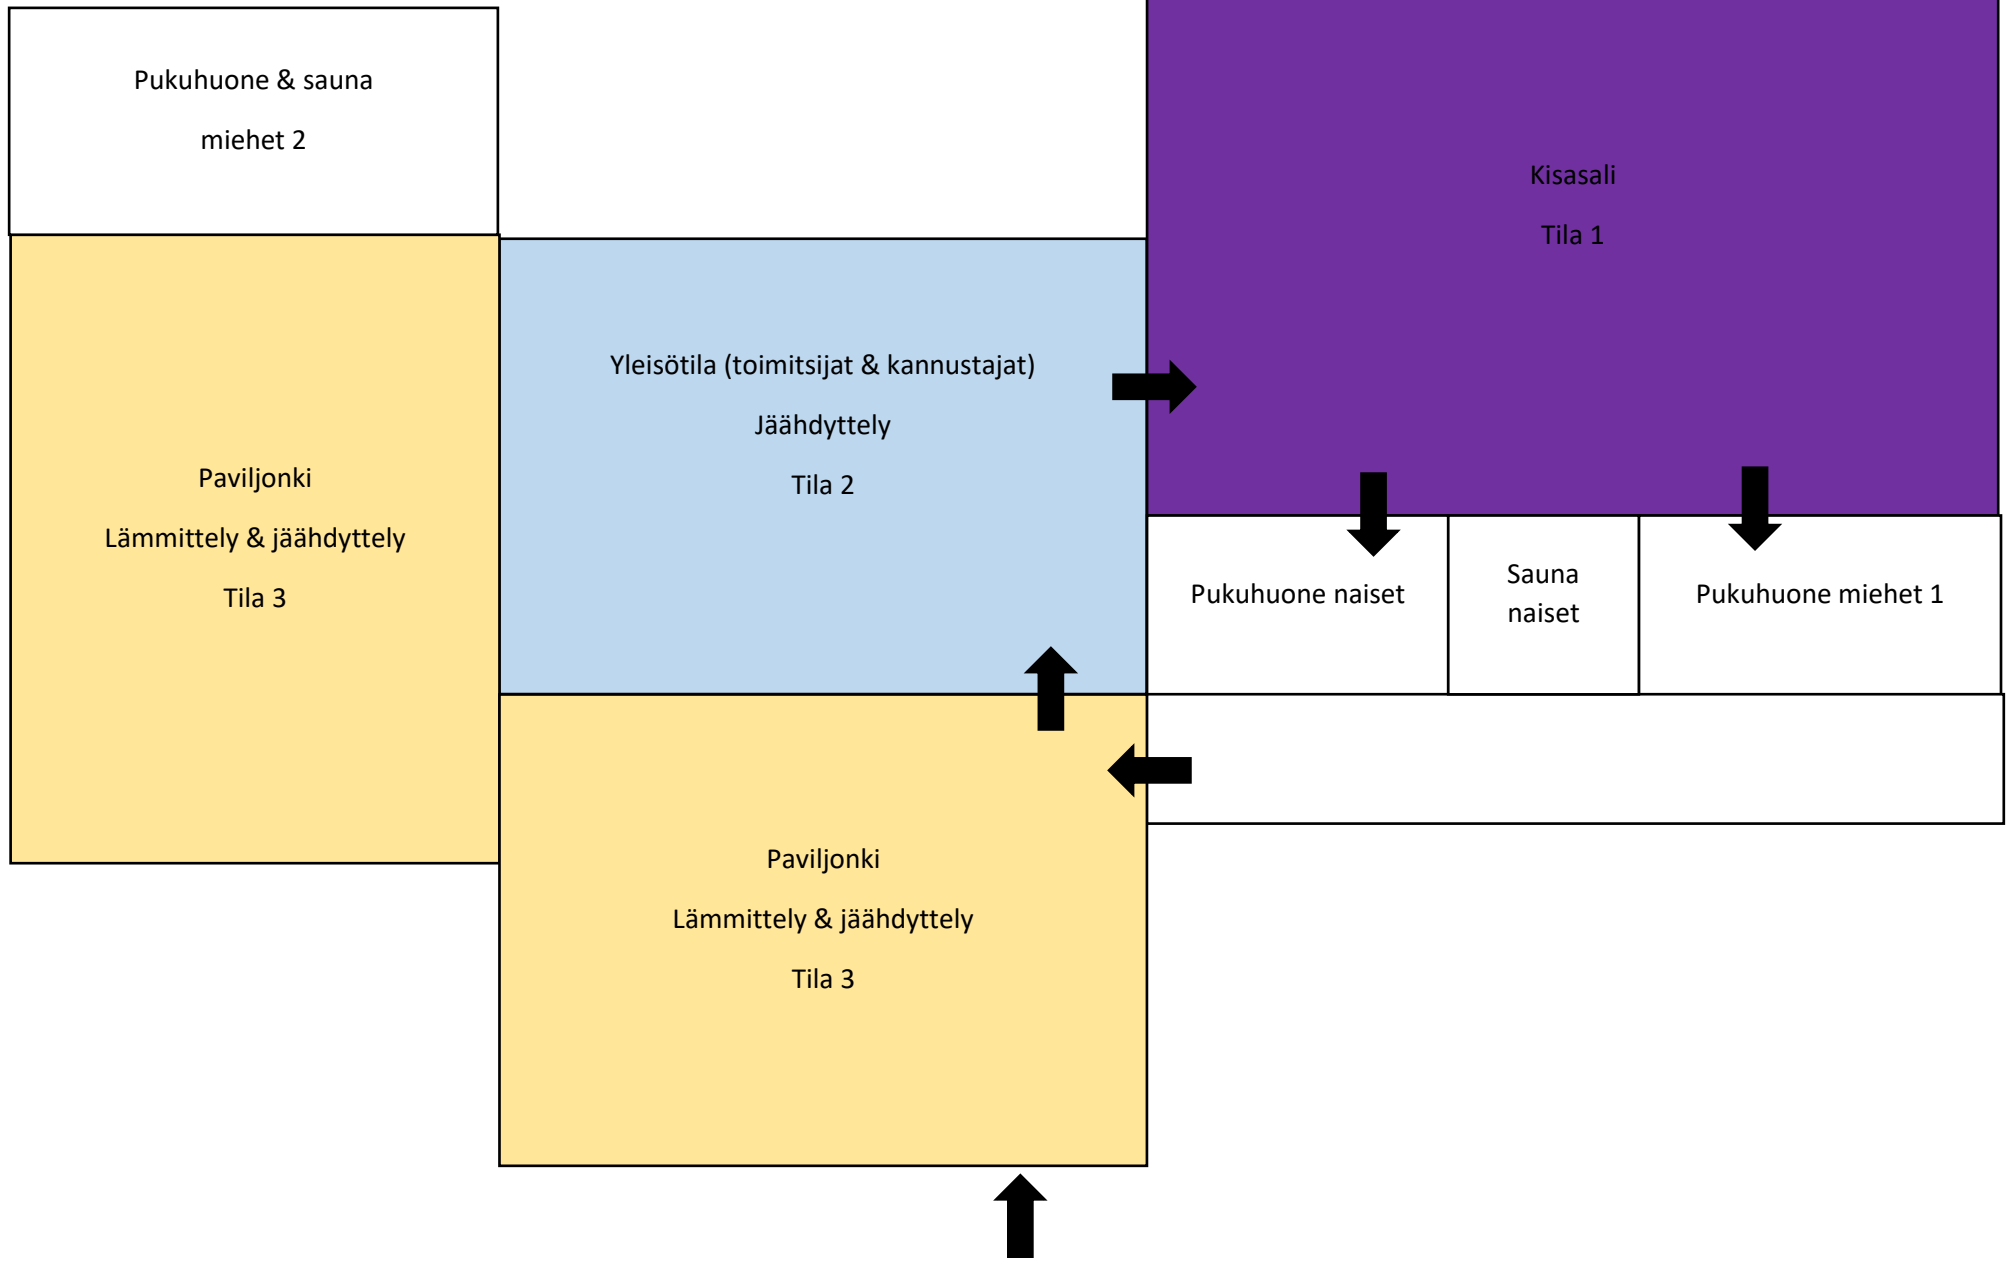 Pukuhuone & sauna
miehet 2
Kisasali
Tila 1
Yleisötila (toimitsijat & kannustajat)
Jäähdyttely
Tila 2
Paviljonki
Lämmittely & jäähdyttely
Tila 3
Pukuhuone naiset
Sauna
naiset
Pukuhuone miehet 1
Paviljonki
Lämmittely & jäähdyttely
Tila 3